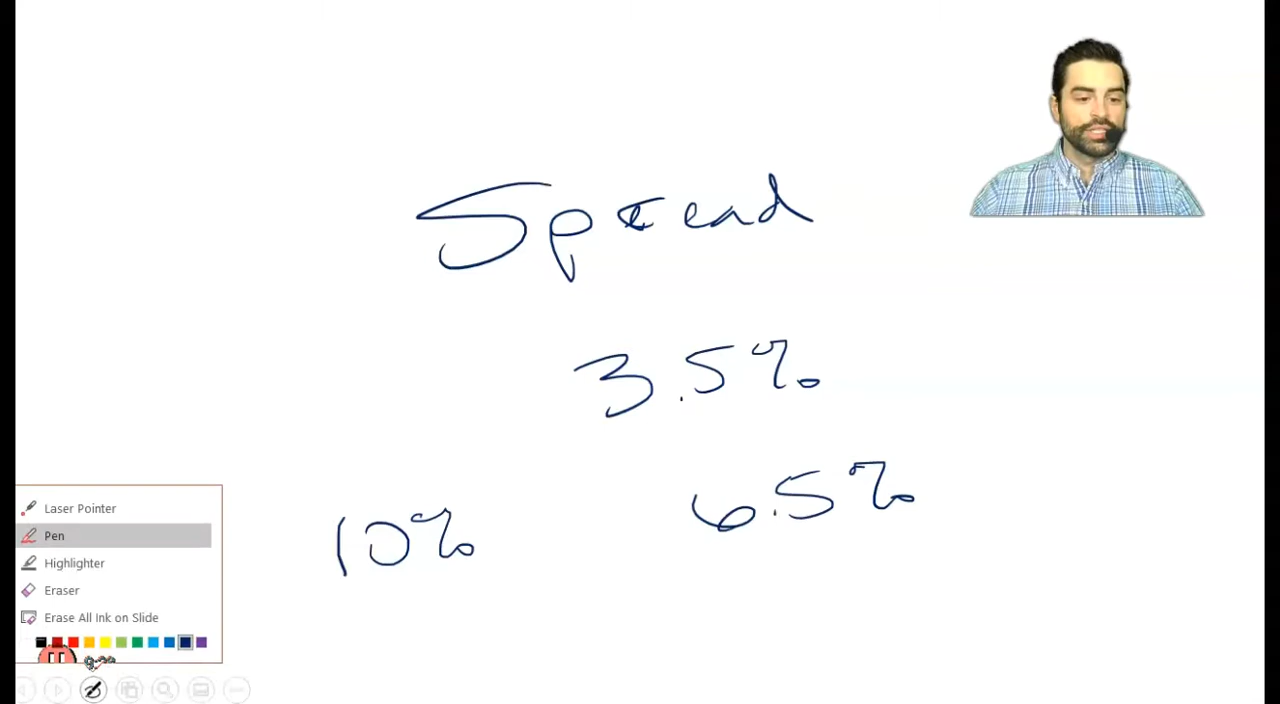 Spread
3.5%
6.5%
10%
Laser Pointer
Pen
Highlighter
Eraser
Erase All Ink on Slide